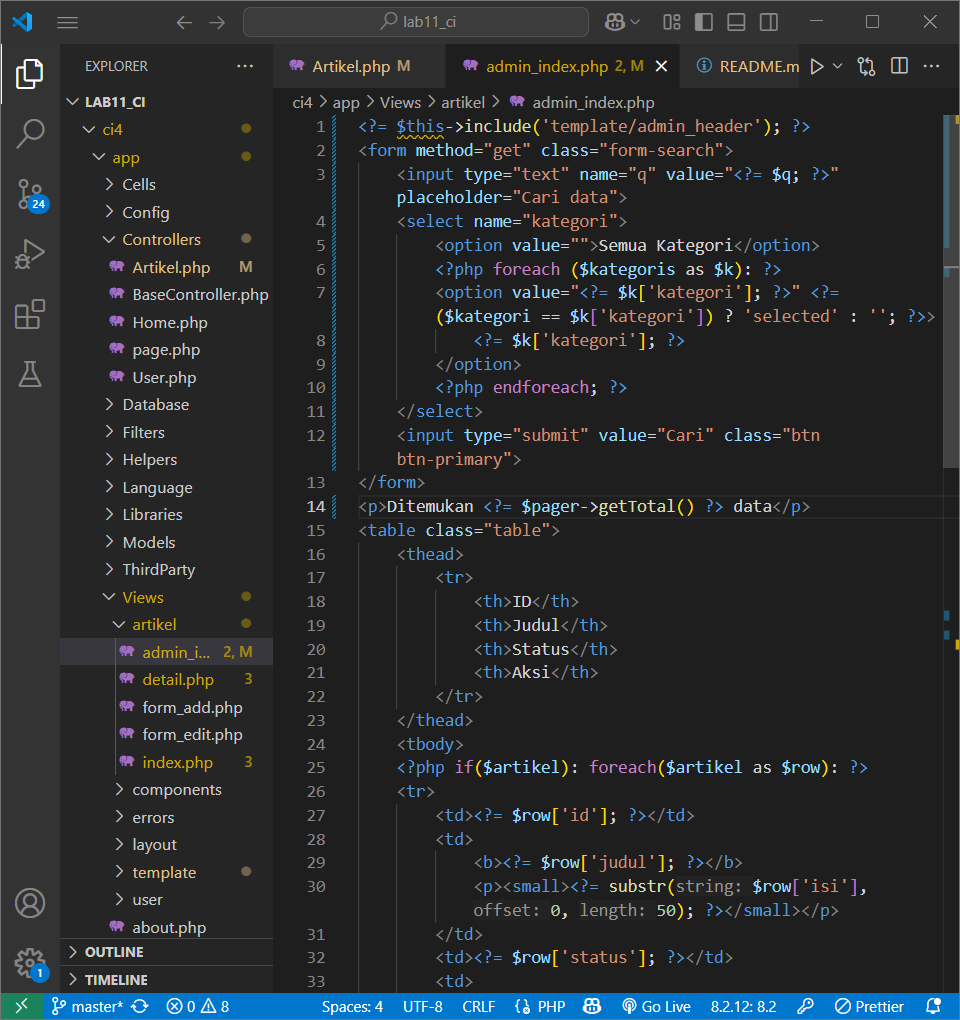 lab11_ci
EXPLORER
LAB11_CI
ci4
app
Cells
Config
Controllers
Artikel.php M
BaseController.php
Home.php
page.php
User.php
Database
Filters
Helpers
Language
Libraries
Models
ThirdParty
Views
artikel
admin_i... 2, M
detail.php 3
form_add.php
form_edit.php
index.php 3
components
errors
layout
template
user
about.php
OUTLINE
TIMELINE
24
1
Artikel.php M
admin_index.php 2, M
README.m
ci4 > app > Views > artikel > admin_index.php
1 <?= $this->include('template/admin_header'); ?>
2 <form method="get" class="form-search">
3 <input type="text" name="q" value="<?= $q; ?>"
placeholder="Cari data">
4 <select name="kategori">
5 <option value="">Semua Kategori</option>
6 <?php foreach ($kategoris as $k): ?>
7 <option value="<?= $k['kategori']; ?>" <?=
($kategori == $k['kategori']) ? 'selected' : ''; ?>>
8 <?= $k['kategori']; ?>
9 </option>
10 <?php endforeach; ?>
11 </select>
12 <input type="submit" value="Cari" class="btn
btn-primary">
13 </form>
14 <p>Ditemukan <?= $pager->getTotal() ?> data</p>
15 <table class="table">
16 <thead>
17 <tr>
18 <th>ID</th>
19 <th>Judul</th>
20 <th>Status</th>
21 <th>Aksi</th>
22 </tr>
23 </thead>
24 <tbody>
25 <?php if($artikel): foreach($artikel as $row): ?>
26 <tr>
27 <td><?= $row['id']; ?></td>
28 <td>
29 <b><?= $row['judul']; ?></b>
30 <p><small><?= substr(string: $row['isi'],
offset: 0, length: 50); ?></small></p>
31 </td>
32 <td><?= $row['status']; ?></td>
33 <td>
master* 0 8 Spaces: 4 UTF-8 CRLF PHP Go Live 8.2.12: 8.2 Prettier